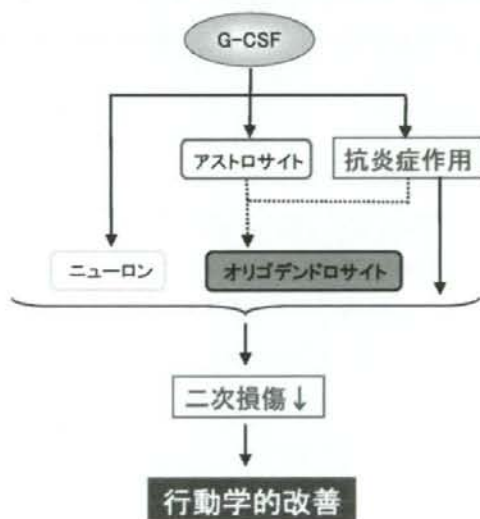 G-CSF
アストロサイト
抗炎症作用
ニューロン
オリゴデンドロサイト
二次損傷↓
行動学的改善